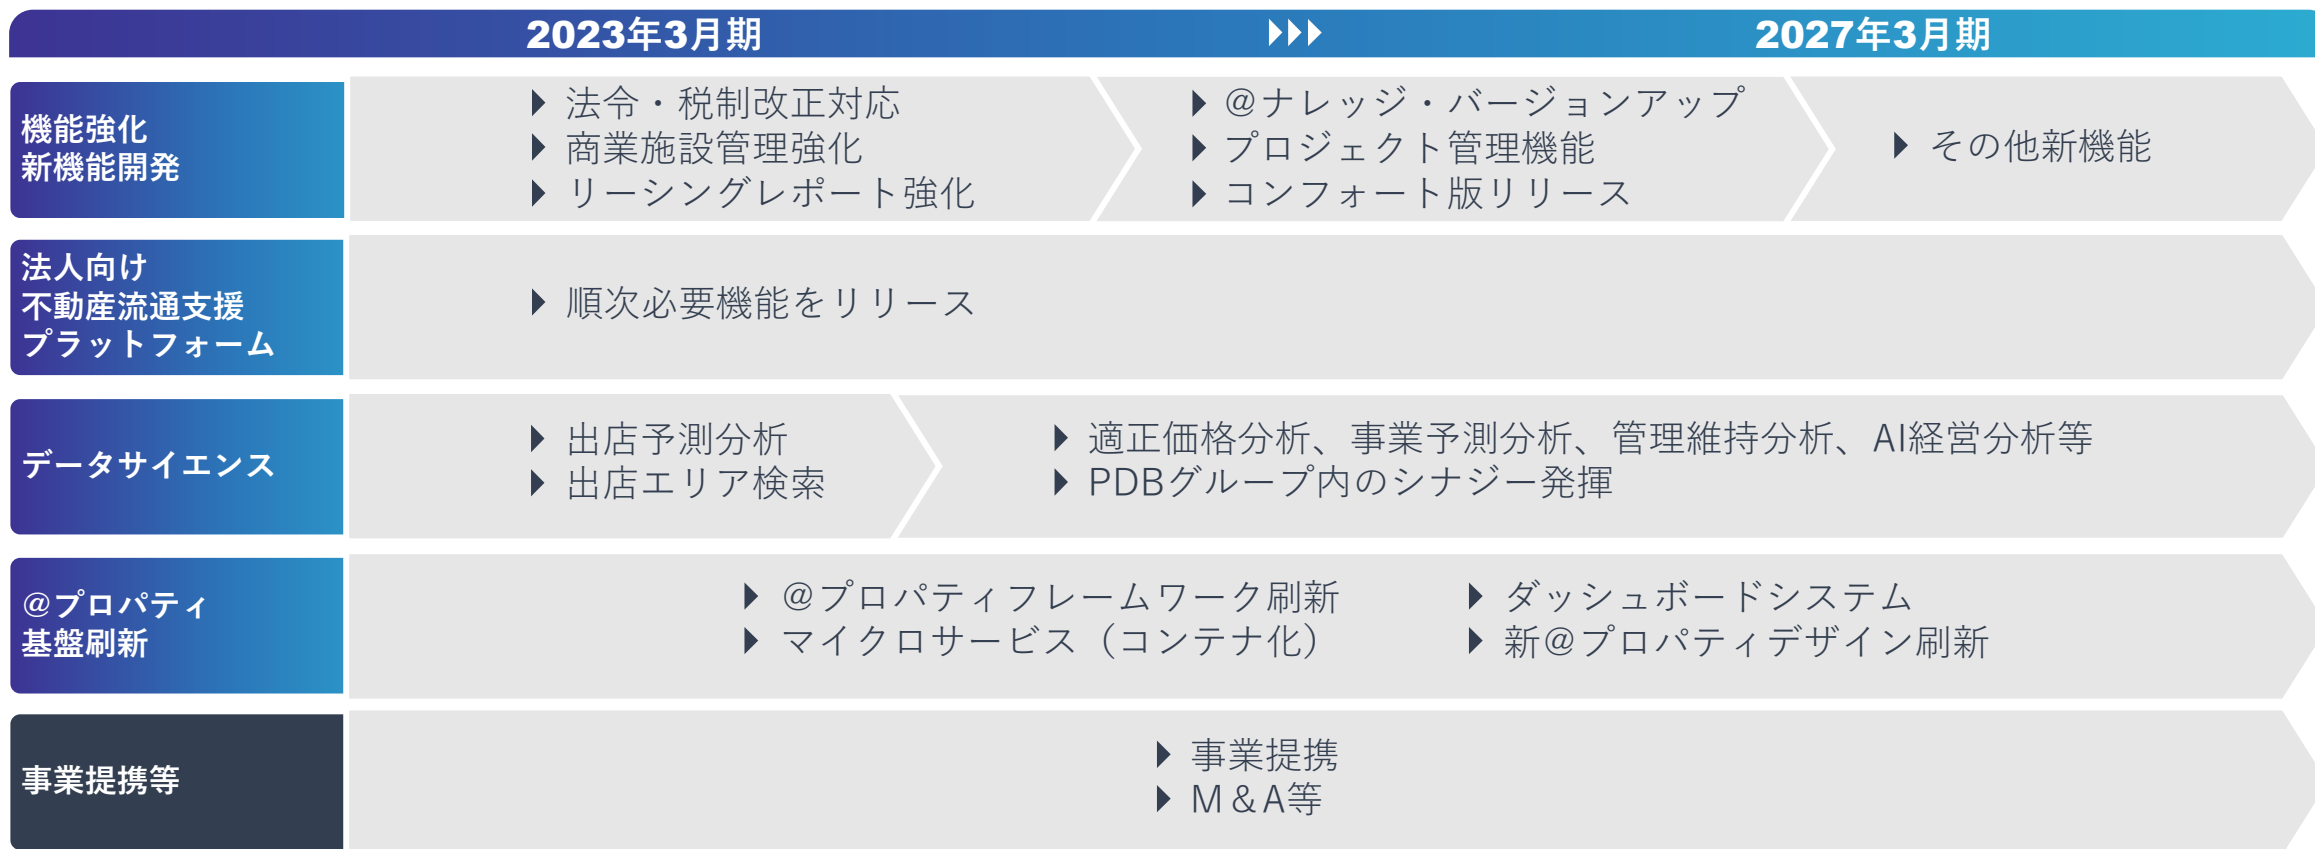 2023年3月期
2027年3月期
機能強化
新機能開発
法令・税制改正対応
商業施設管理強化
リーシングレポート強化
@ナレッジ・バージョンアップ
プロジェクト管理機能
コンフォート版リリース
その他新機能
法人向け
不動産流通支援
プラットフォーム
順次必要機能をリリース
データサイエンス
出店予測分析
出店エリア検索
適正価格分析、事業予測分析、管理維持分析、AI経営分析等
PDBグループ内のシナジー発揮
@プロパティ
基盤刷新
@プロパティフレームワーク刷新
マイクロサービス（コンテナ化）
ダッシュボードシステム
新@プロパティデザイン刷新
事業提携等
事業提携
M＆A等